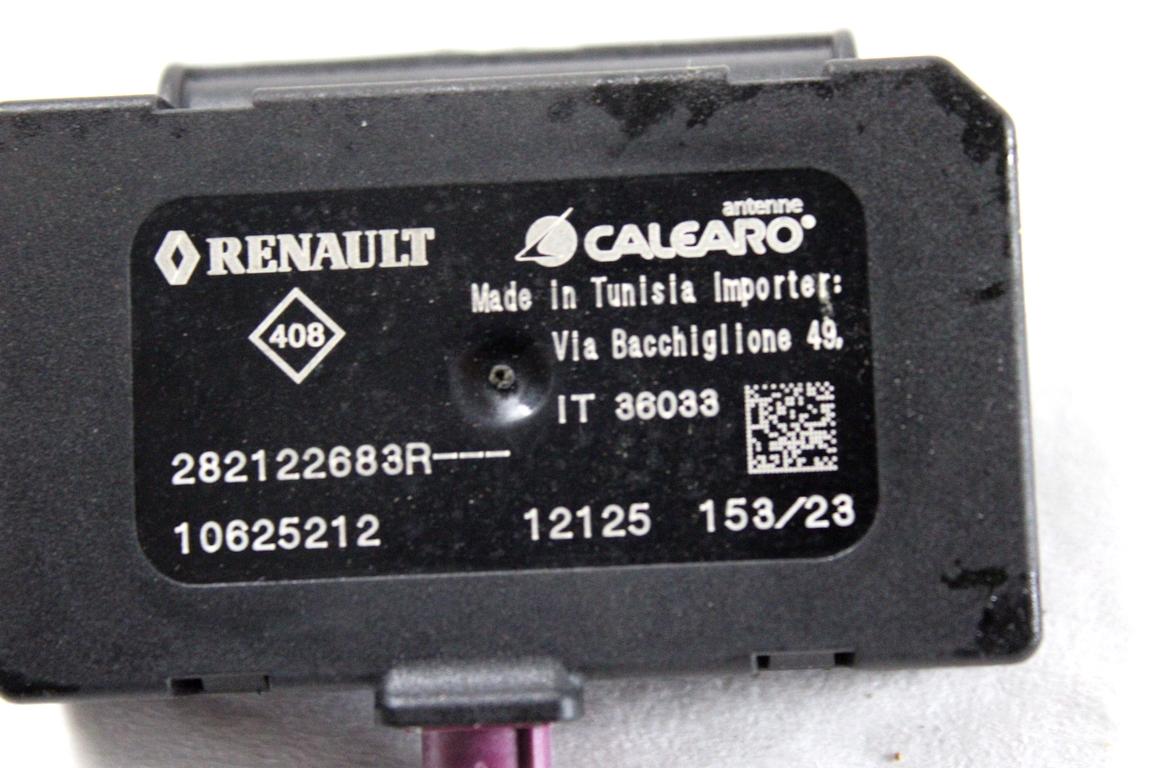 RENAULT
antenne
CALEARO
Made in Tunisia Importer:
408
Via Bacchiglione 49,
IT 36033
282122683R---
10625212 12125 153/23